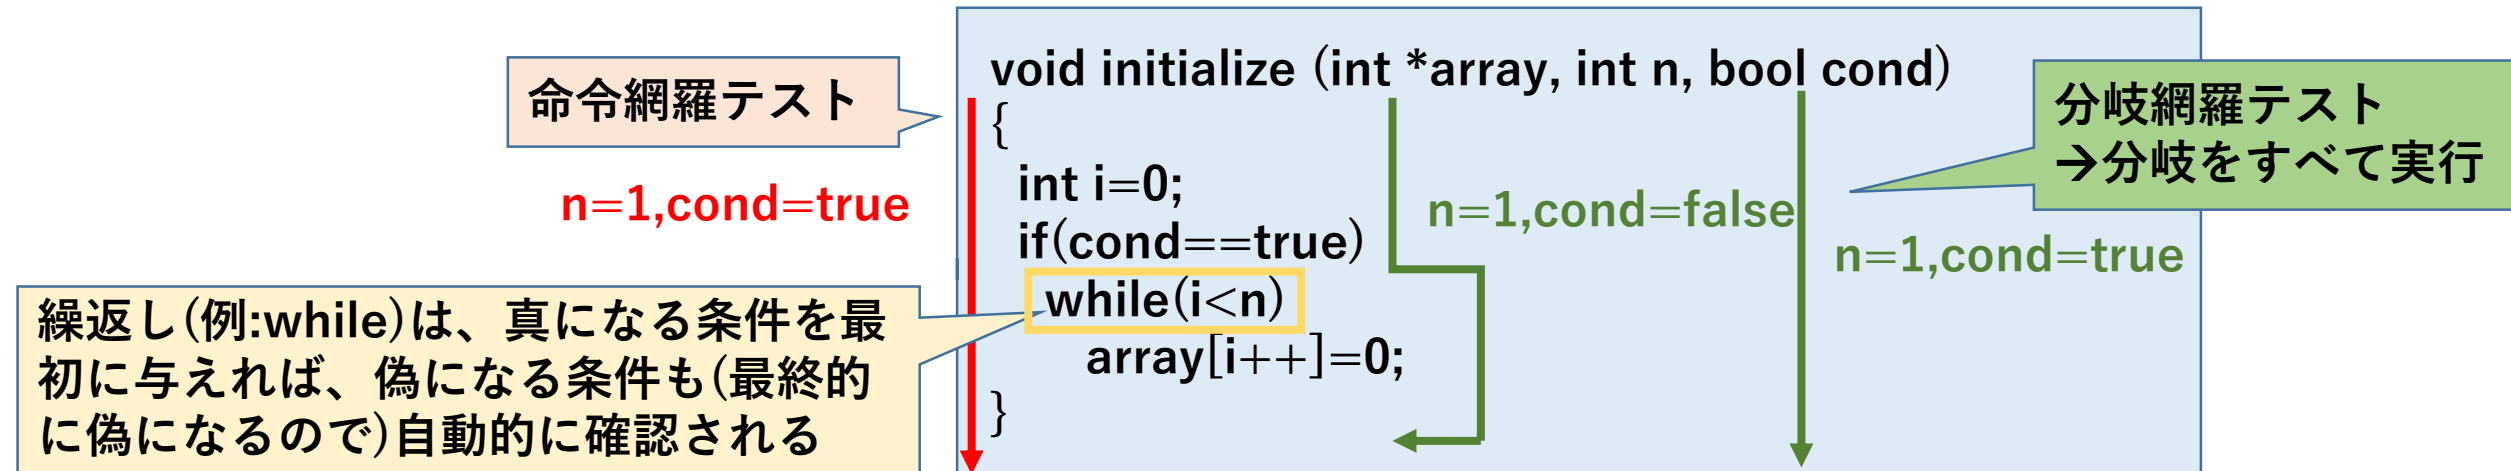 void initialize (int *array, int n, bool cond)
{
int i=0;
if(cond==true)
while(i<n)
array[i++]=0;
}
命令網羅テスト
n=1,cond=true
繰返し(例:while)は、真になる条件を最
初に与えれば、偽になる条件も(最終的
に偽になるので)自動的に確認される
n=1,cond=false
n=1,cond=true
分岐網羅テスト
→分岐をすべて実行